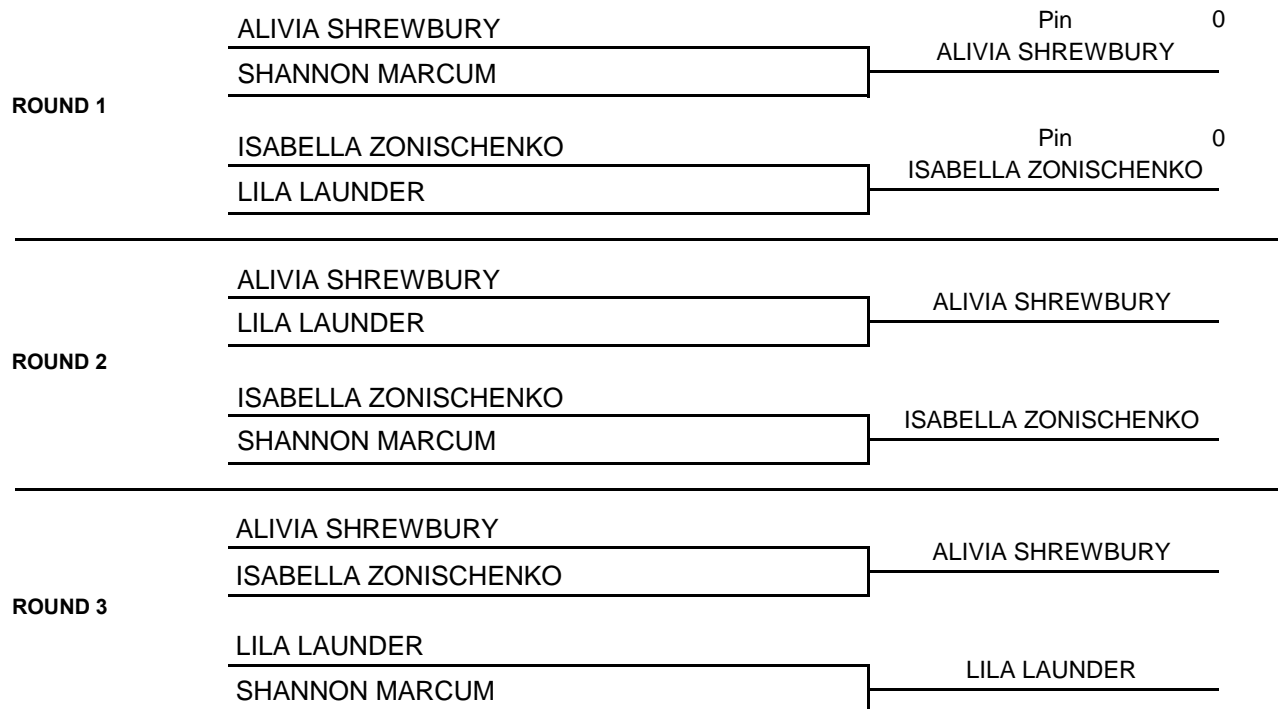 Pin 0
ALIVIA SHREWBURY
ALIVIA SHREWBURY
SHANNON MARCUM
ROUND 1
Pin 0
ISABELLA ZONISCHENKO
ISABELLA ZONISCHENKO
LILA LAUNDER
ALIVIA SHREWBURY
ALIVIA SHREWBURY
LILA LAUNDER
ROUND 2
ISABELLA ZONISCHENKO
ISABELLA ZONISCHENKO
SHANNON MARCUM
ALIVIA SHREWBURY
ALIVIA SHREWBURY
ISABELLA ZONISCHENKO
ROUND 3
LILA LAUNDER
LILA LAUNDER
SHANNON MARCUM